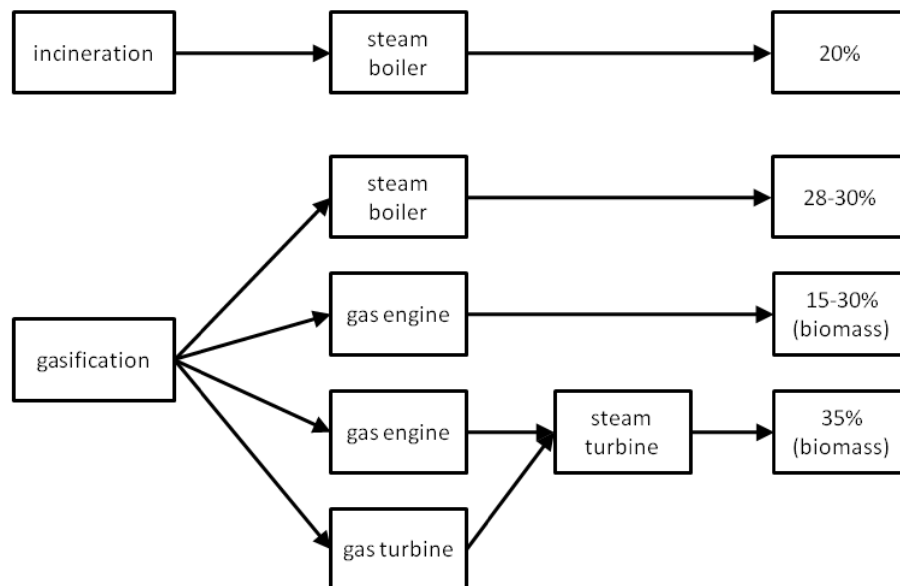 incineration
steam
boiler
20%
steam
boiler
28-30%
gas engine
15-30%
(biomass)
gasification
gas engine
steam
turbine
35%
(biomass)
gas turbine